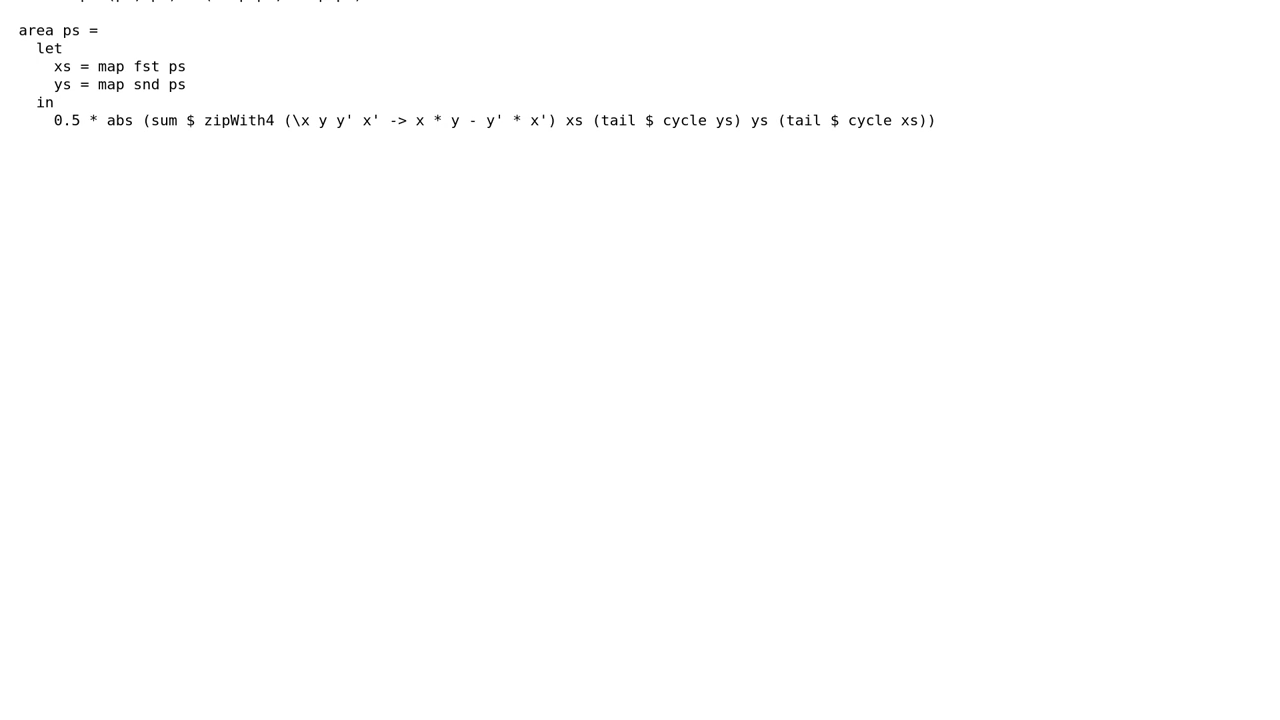 area ps =
  let
    xs = map fst ps
    ys = map snd ps
  in
    0.5 * abs (sum $ zipWith4 (\x y y' x' -> x * y - y' * x') xs (tail $ cycle ys) ys (tail $ cycle xs))